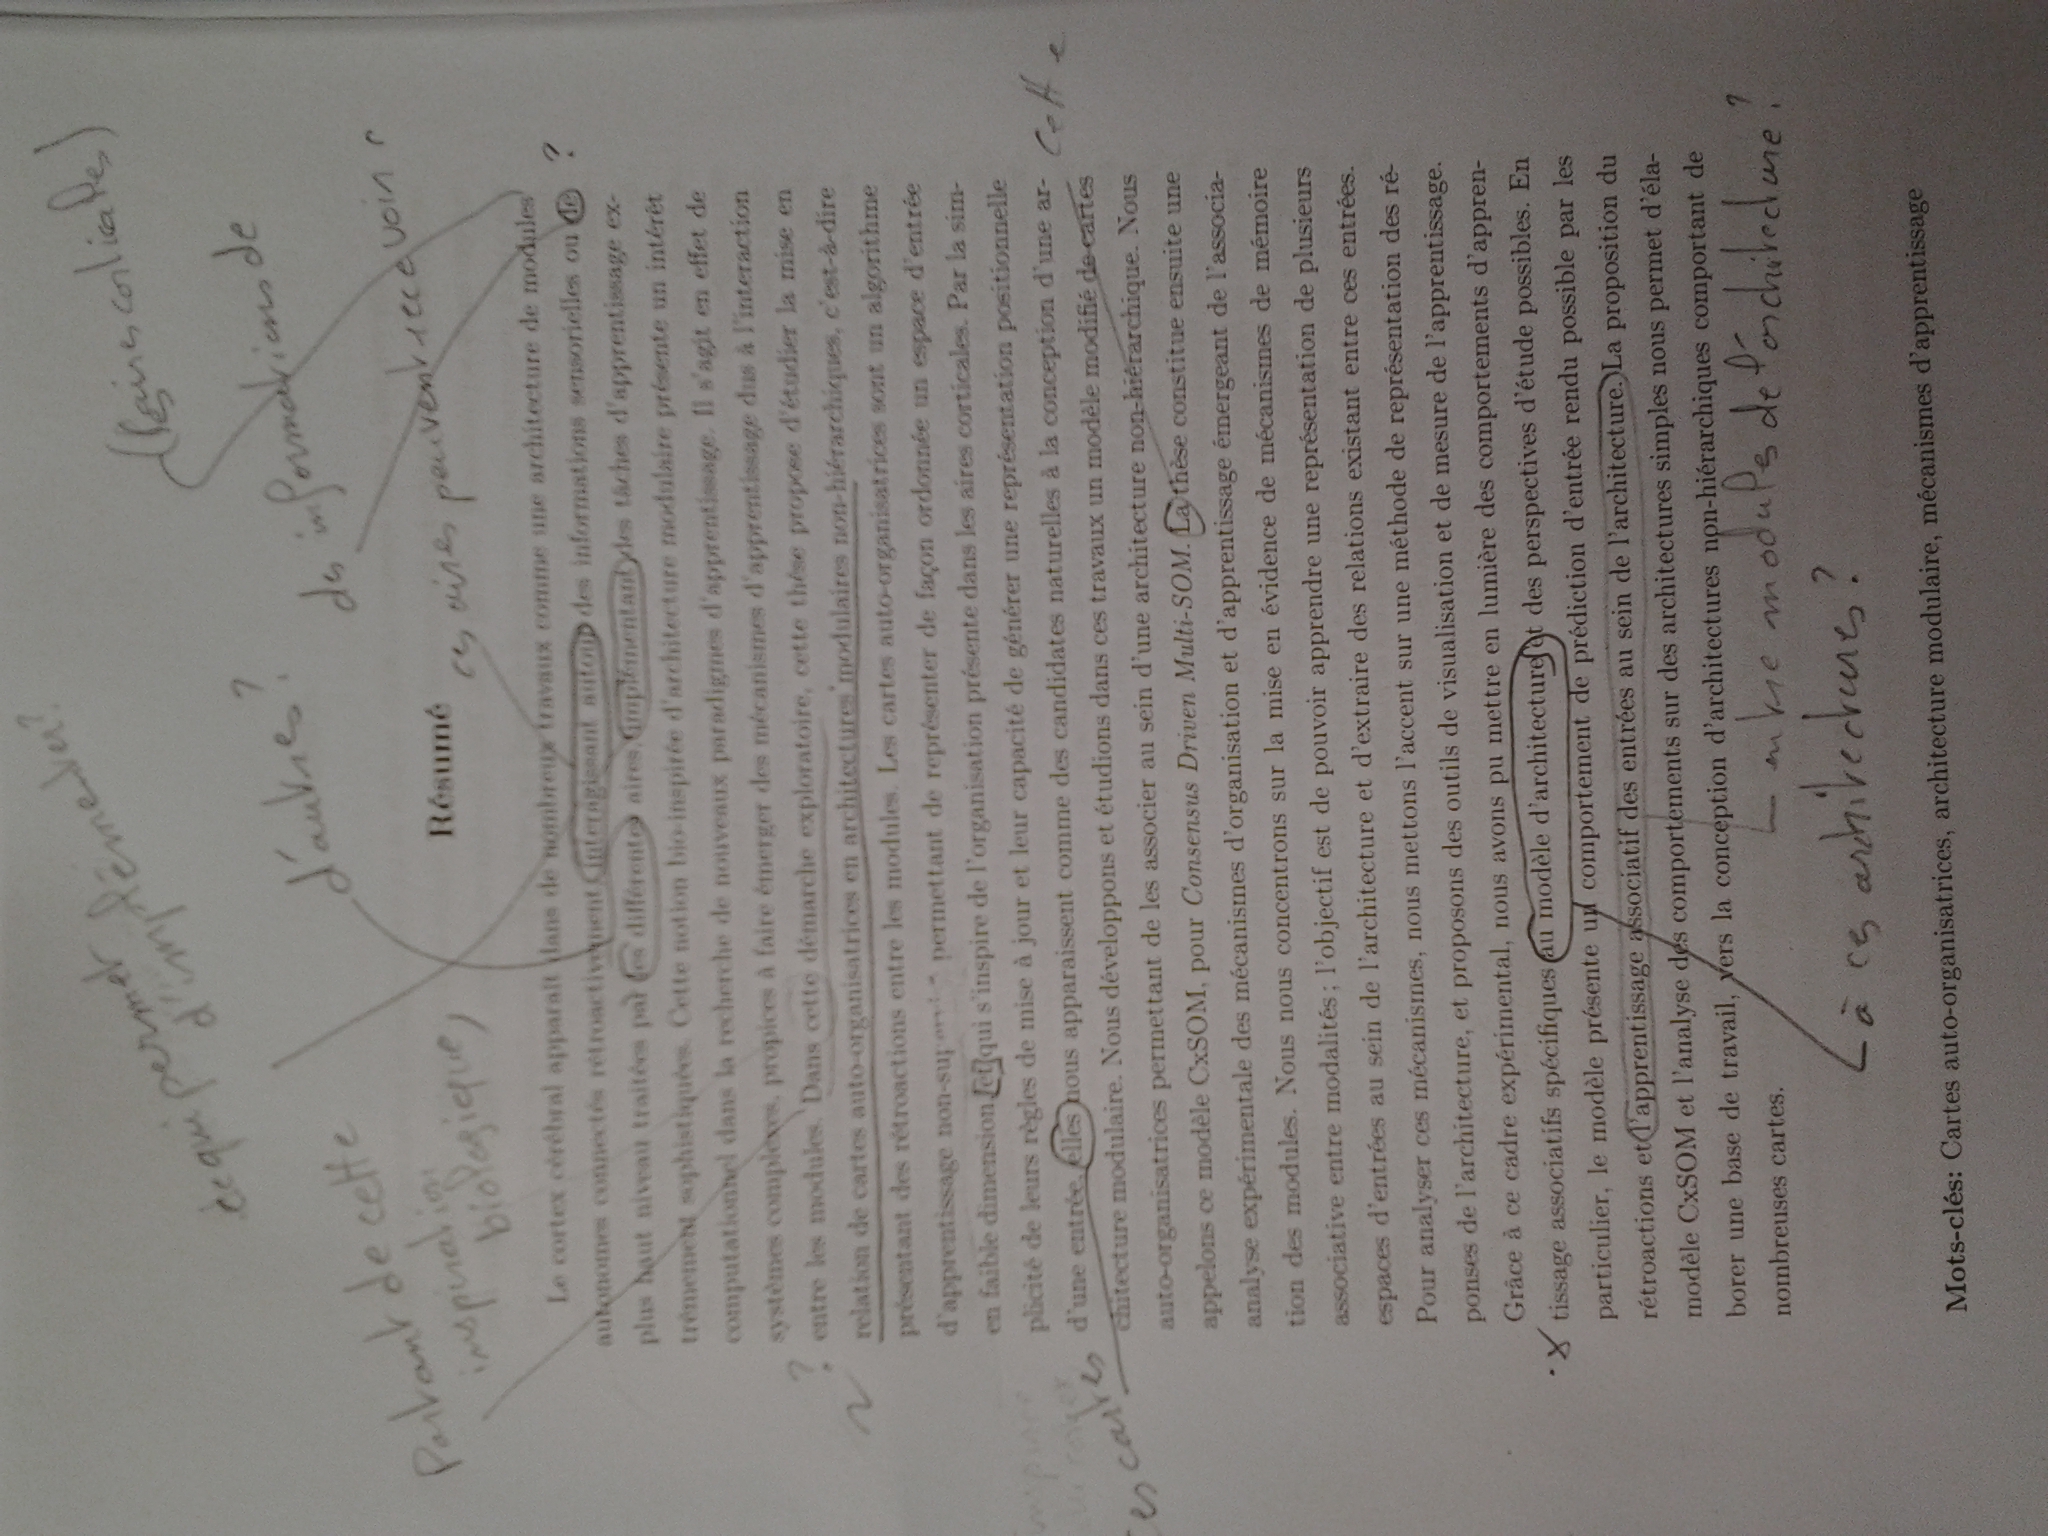 ce qui permet
d'implémenter?
(les aires corticales)
d'autres?
des informations de
Partant de cette
inspiration
biologique,
Résumé
ces aires peuvent recevoir
Le cortex cérébral apparaît dans de nombreux travaux comme une architecture de modules
autonomes connectés rétroactivement, interagissant autour des informations sensorielles ou de
?
plus haut niveau traitées par les différentes aires, implémentant des tâches d'apprentissage ex-
trêmement sophistiquées. Cette notion bio-inspirée d'architecture modulaire présente un intérêt
computationnel dans la recherche de nouveaux paradigmes d'apprentissage. Il s'agit en effet de
systèmes complexes, propices à faire émerger des mécanismes d'apprentissage dus à l'interaction
?
entre les modules. Dans cette démarche exploratoire, cette thèse propose d'étudier la mise en
relation de cartes auto-organisatrices en architectures modulaires non-hiérarchiques, c'est-à-dire
présentant des rétroactions entre les modules. Les cartes auto-organisatrices sont un algorithme
d'apprentissage permettant de représenter de façon ordonnée un espace d'entrée
en faible dimension [et] qui s'inspire de l'organisation présente dans les aires corticales. Par la sim-
plicité de leurs règles de mise à jour et leur capacité de générer une représentation positionnelle
d'une entrée, elles nous apparaissent comme des candidates naturelles à la conception d'une ar-
cette
ces cartes
chitecture modulaire. Nous développons et étudions dans ces travaux un modèle modifié de cartes
auto-organisatrices permettant de les associer au sein d'une architecture non-hiérarchique. Nous
appelons ce modèle CxSOM, pour Consensus Driven Multi-SOM. La thèse constitue ensuite une
analyse expérimentale des mécanismes d'organisation et d'apprentissage émergeant de l'associa-
tion des modules. Nous nous concentrons sur la mise en évidence de mécanismes de mémoire
associative entre modalités ; l'objectif est de pouvoir apprendre une représentation de plusieurs
espaces d'entrées au sein de l'architecture et d'extraire des relations existant entre ces entrées.
Pour analyser ces mécanismes, nous mettons l'accent sur une méthode de représentation des ré-
ponses de l'architecture, et proposons des outils de visualisation et de mesure de l'apprentissage.
Grâce à ce cadre expérimental, nous avons pu mettre en lumière des comportements d'appren-
tissage associatifs spécifiques au modèle d'architecture et des perspectives d'étude possibles. En
particulier, le modèle présente un comportement de prédiction d'entrée rendu possible par les
rétroactions et l'apprentissage associatif des entrées au sein de l'architecture. La proposition du
modèle CxSOM et l'analyse des comportements sur des architectures simples nous permet d'éla-
borer une base de travail, vers la conception d'architectures non-hiérarchiques comportant de
nombreuses cartes.
entre modules de l'architecture?
à ces architectures?
Mots-clés: Cartes auto-organisatrices, architecture modulaire, mécanismes d'apprentissage